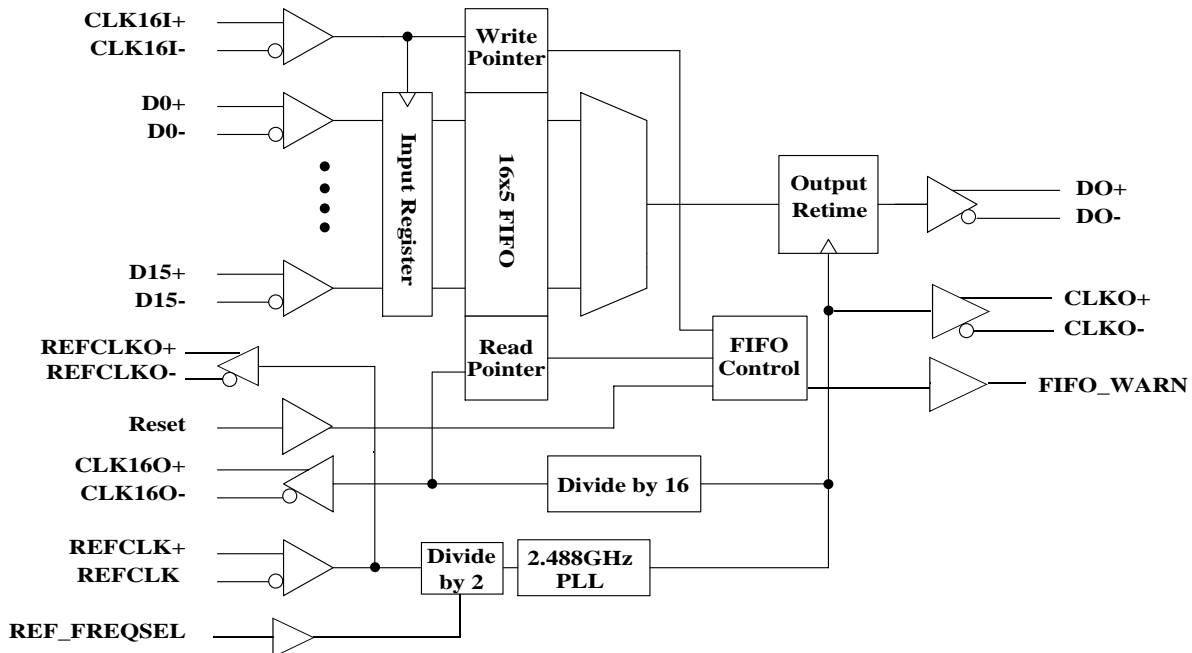 CLK16I+
CLK16I-
Write
Pointer
D0+
D0-
Input Register
16x5 FIFO
Output
Retime
DO+
DO-
D15+
D15-
CLKO+
CLKO-
REFCLKO+
REFCLKO-
Read
Pointer
FIFO
Control
FIFO_WARN
Reset
CLK16O+
CLK16O-
Divide by 16
REFCLK+
REFCLK
Divide
by 2
2.488GHz
PLL
REF_FREQSEL